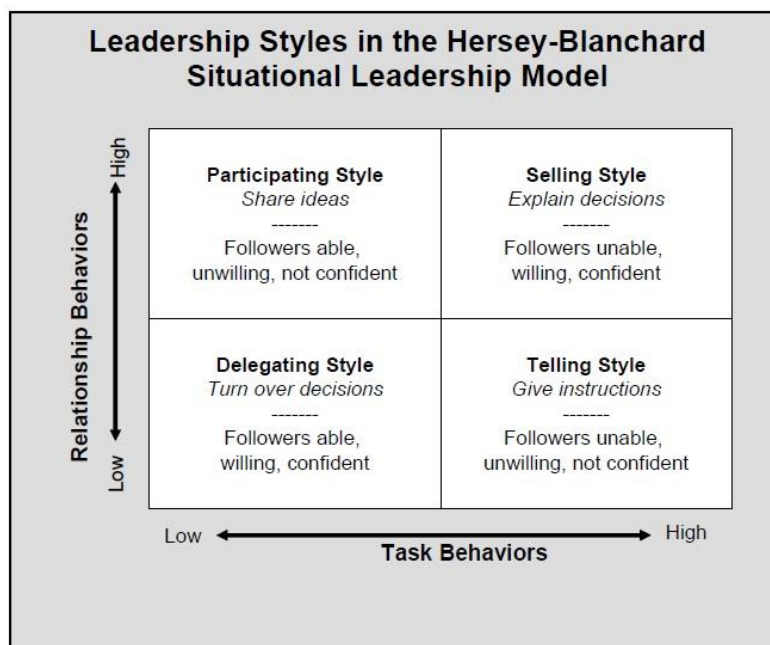 Leadership Styles in the Hersey-Blanchard
Situational Leadership Model
Relationship Behaviors
High
Low
Participating Style
Share ideas
-------
Followers able,
unwilling, not confident
Selling Style
Explain decisions
-------
Followers unable,
willing, confident
Delegating Style
Turn over decisions
-------
Followers able,
willing, confident
Telling Style
Give instructions
-------
Followers unable,
unwilling, not confident
Low
High
Task Behaviors